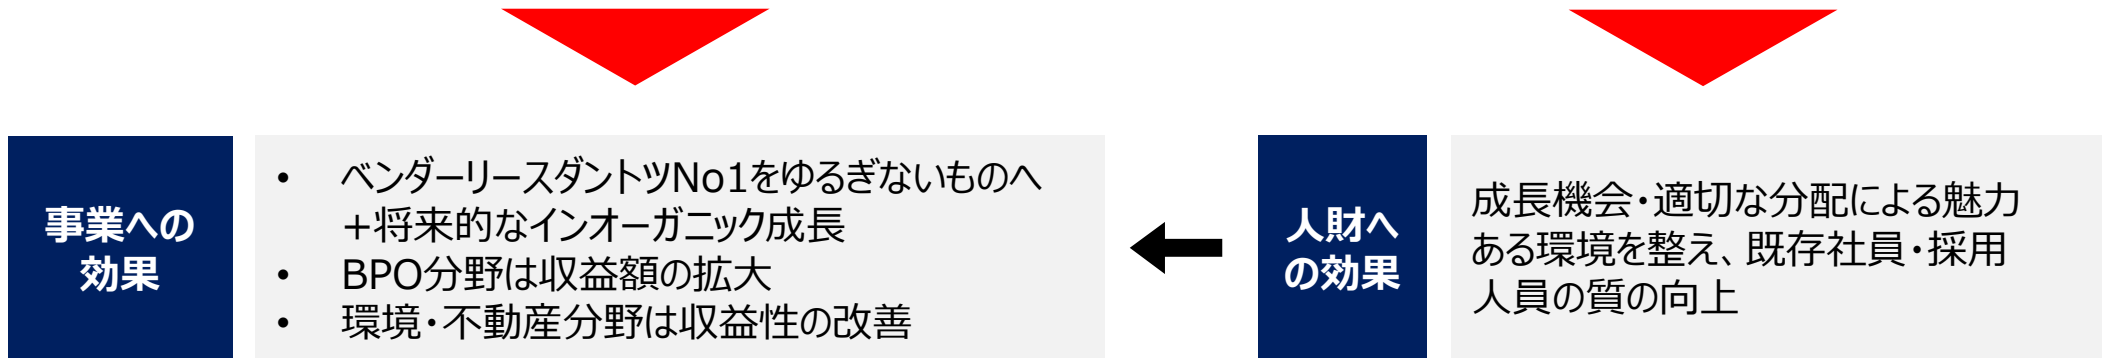 事業への
効果
• ベンダーリースダントツNo1をゆるぎないものへ
+将来的なインオーガニック成長
• BPO分野は収益額の拡大
• 環境・不動産分野は収益性の改善
人財へ
の効果
成長機会・適切な分配による魅力
ある環境を整え、既存社員・採用
人員の質の向上